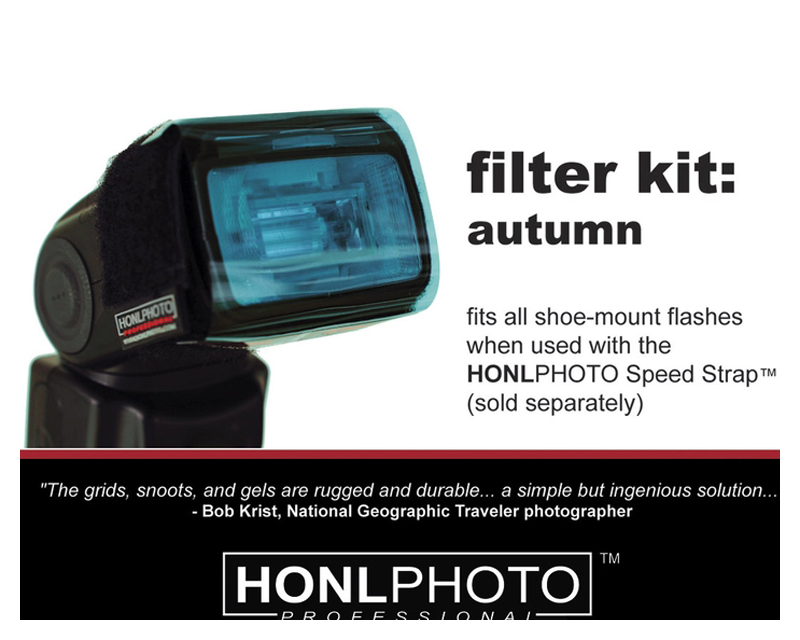 filter kit:
autumn
fits all shoe-mount flashes
when used with the
HONLPHOTO Speed Strap™
(sold separately)
HONLPHOTO
PROFESSIONAL
"The grids, snoots, and gels are rugged and durable... a simple but ingenious solution...
- Bob Krist, National Geographic Traveler photographer
HONLPHOTO™
PROFESSIONAL